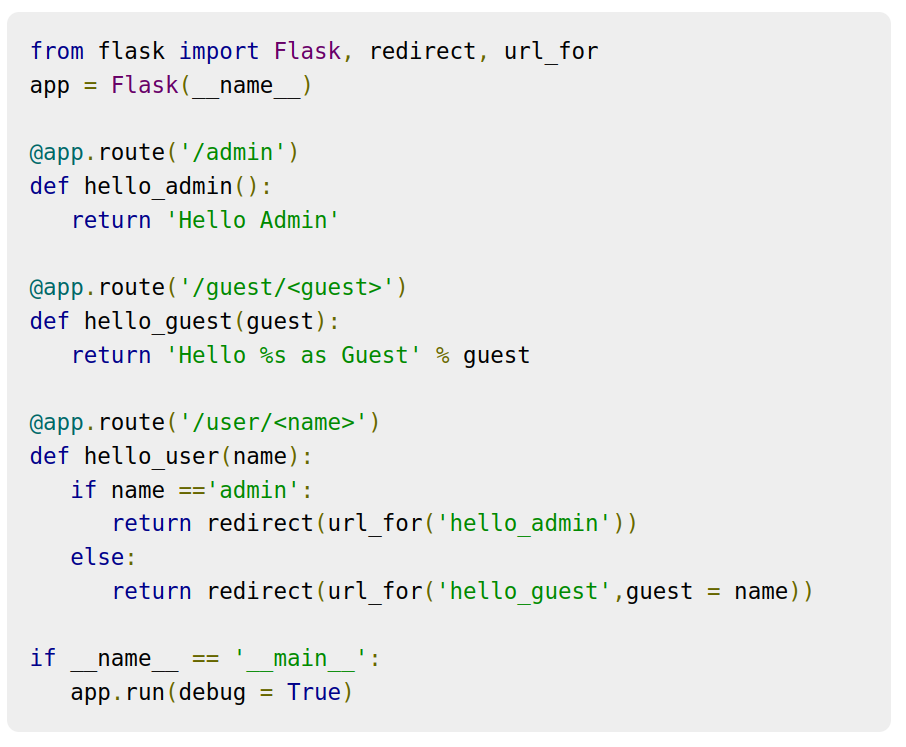 from flask import Flask, redirect, url_for
app = Flask(__name__)

@app.route('/admin')
def hello_admin():
   return 'Hello Admin'

@app.route('/guest/<guest>')
def hello_guest(guest):
   return 'Hello %s as Guest' % guest

@app.route('/user/<name>')
def hello_user(name):
   if name =='admin':
      return redirect(url_for('hello_admin'))
   else:
      return redirect(url_for('hello_guest',guest = name))

if __name__ == '__main__':
   app.run(debug = True)